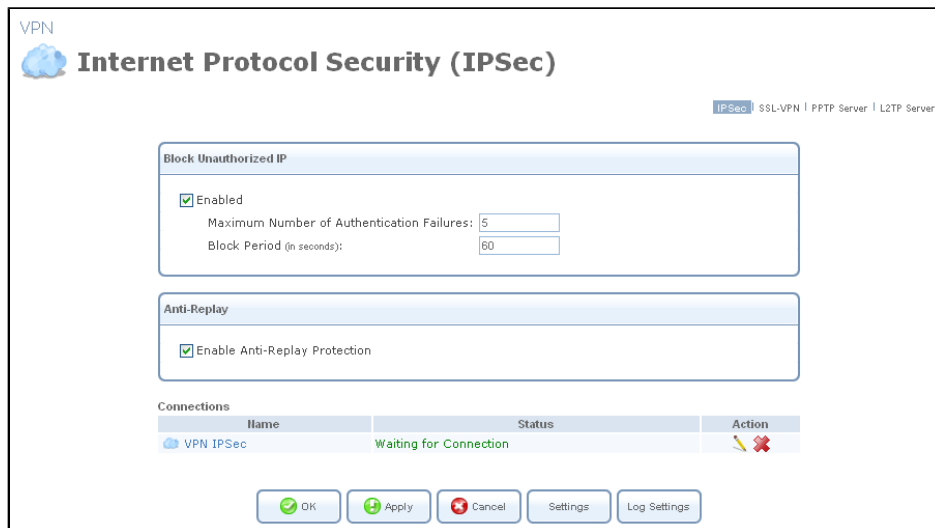 VPN
Internet Protocol Security (IPSec)
IPSec | SSL-VPN | PPTP Server | L2TP Server
Block Unauthorized IP
Enabled
Maximum Number of Authentication Failures: 5
Block Period (in seconds): 60
Anti-Replay
Enable Anti-Replay Protection
Connections
Name Status Action
VPN IPSec Waiting for Connection
OK Apply Cancel Settings Log Settings